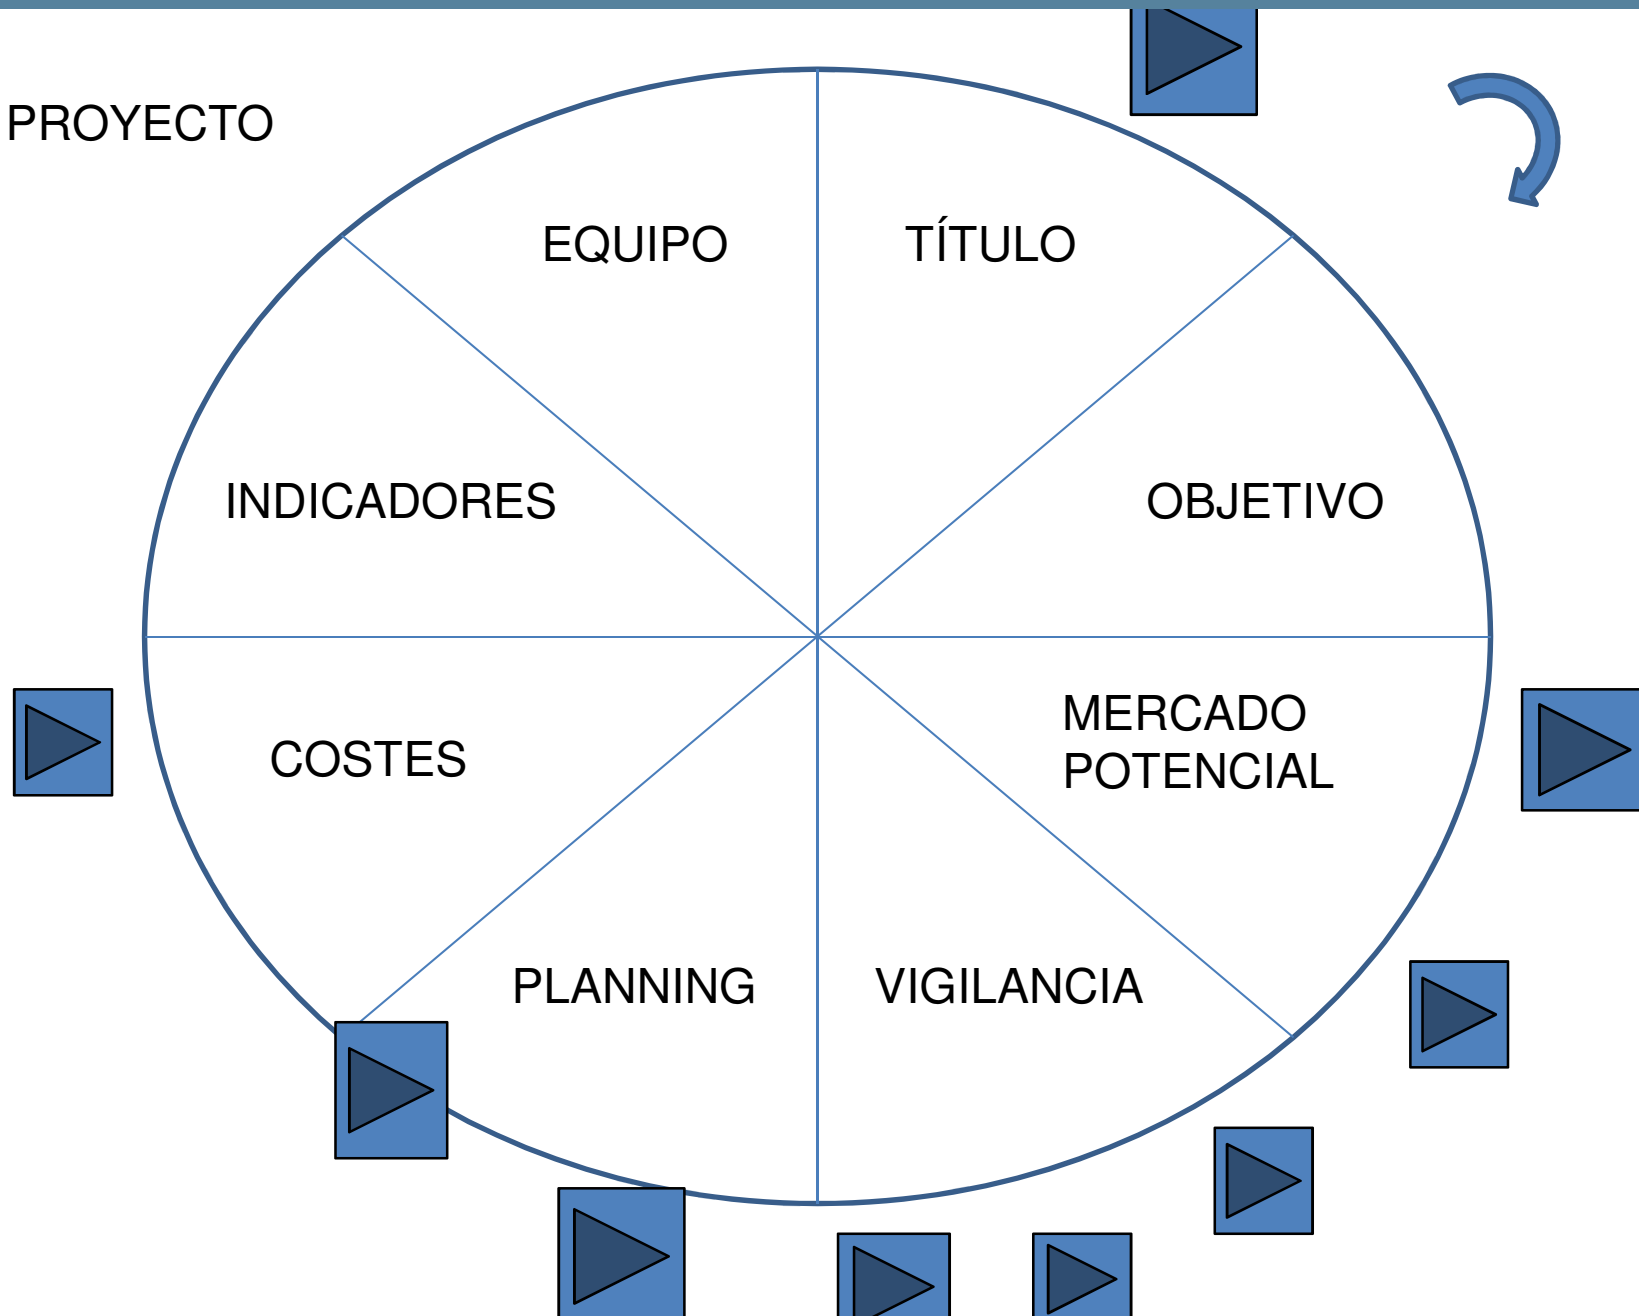 PROYECTO
EQUIPO
TÍTULO
INDICADORES
OBJETIVO
MERCADO
POTENCIAL
COSTES
PLANNING
VIGILANCIA